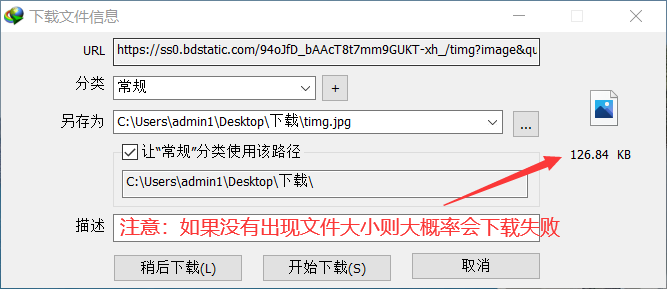 下载文件信息
URL https://ss0.bdstatic.com/94oJfD_bAAcT8t7mm9GUKT-xh_/timg?image&qu
分类 常规 +
另存为 C:\Users\admin1\Desktop\下载\timg.jpg ...
让“常规”分类使用该路径
126.84 KB
C:\Users\admin1\Desktop\下载\
描述 注意：如果没有出现文件大小则大概率会下载失败
稍后下载(L) 开始下载(S) 取消